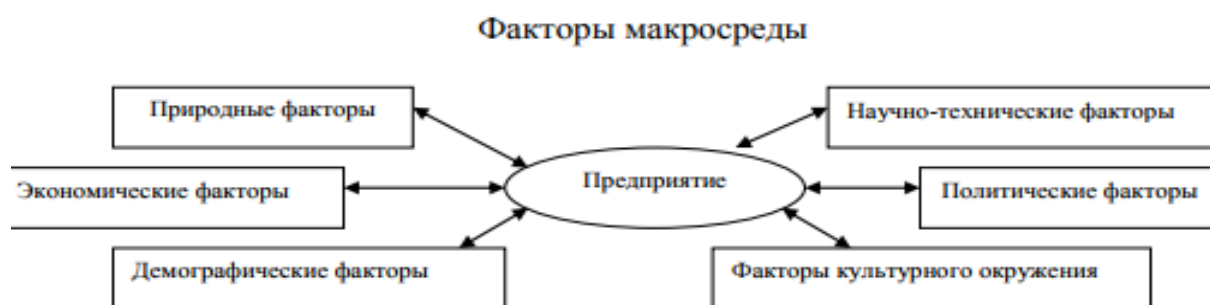 Факторы макросреды
Природные факторы
Научно-технические факторы
Экономические факторы
Предприятие
Политические факторы
Демографические факторы
Факторы культурного окружения